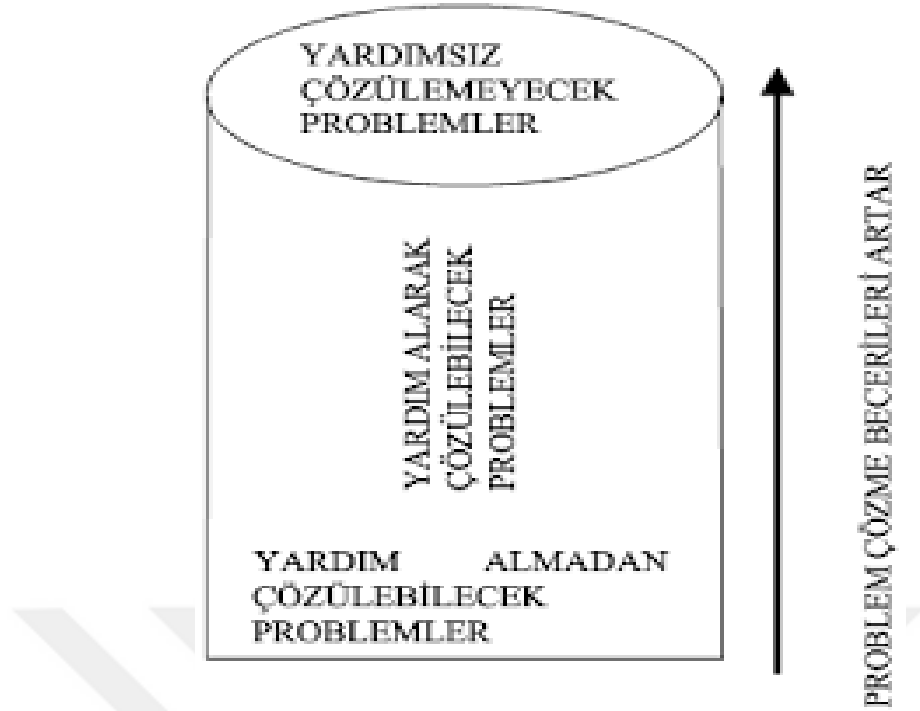 YARDIMSIZ
ÇÖZÜLEMEYECEK
PROBLEMLER
YARDIM ALARAK
ÇÖZÜLEBİLECEK
PROBLEMLER
YARDIM ALMADAN
ÇÖZÜLEBİLECEK
PROBLEMLER
PROBLEM ÇÖZME BECERİLERİ ARTAR